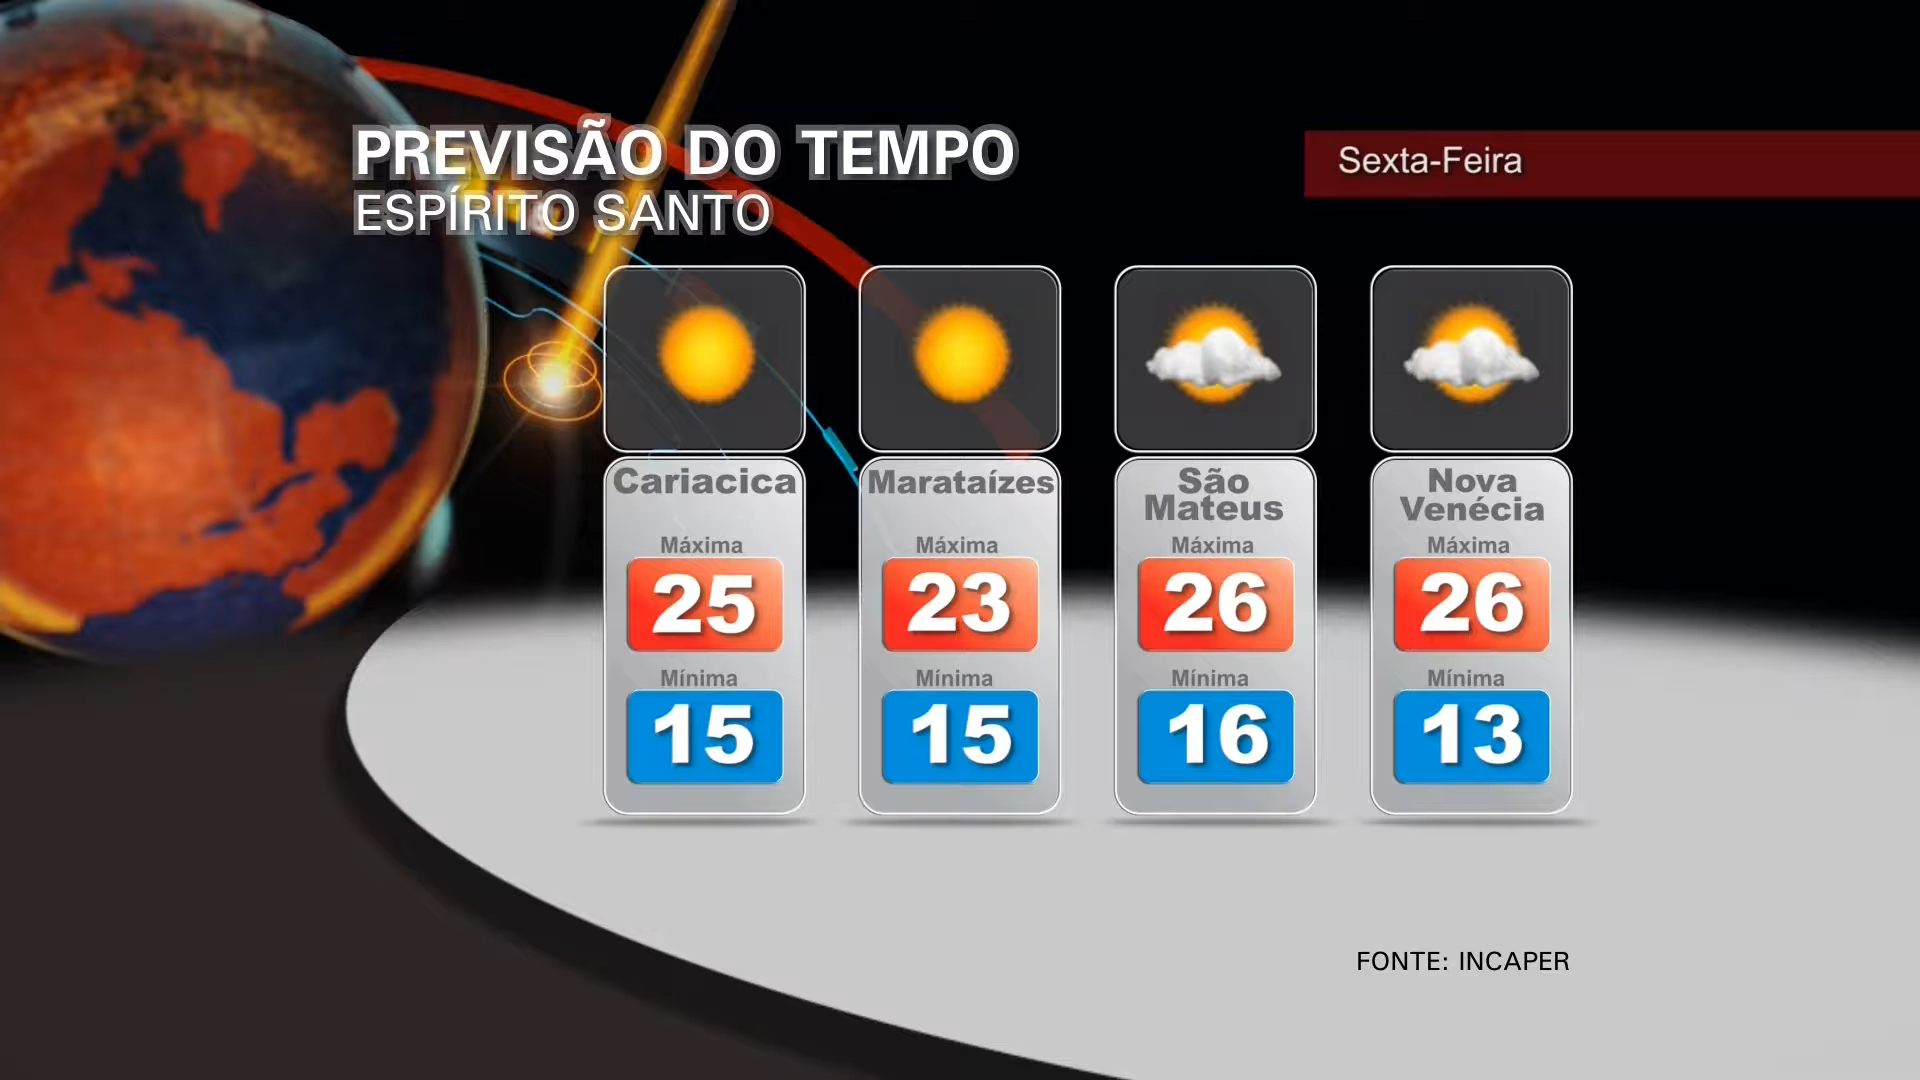 PREVISÃO DO TEMPO
ESPÍRITO SANTO
Sexta-Feira
Cariacica
Máxima
25
Mínima
15
Marataízes
Máxima
23
Mínima
15
São
Mateus
Máxima
26
Mínima
16
Nova
Venécia
Máxima
26
Mínima
13
FONTE: INCAPER